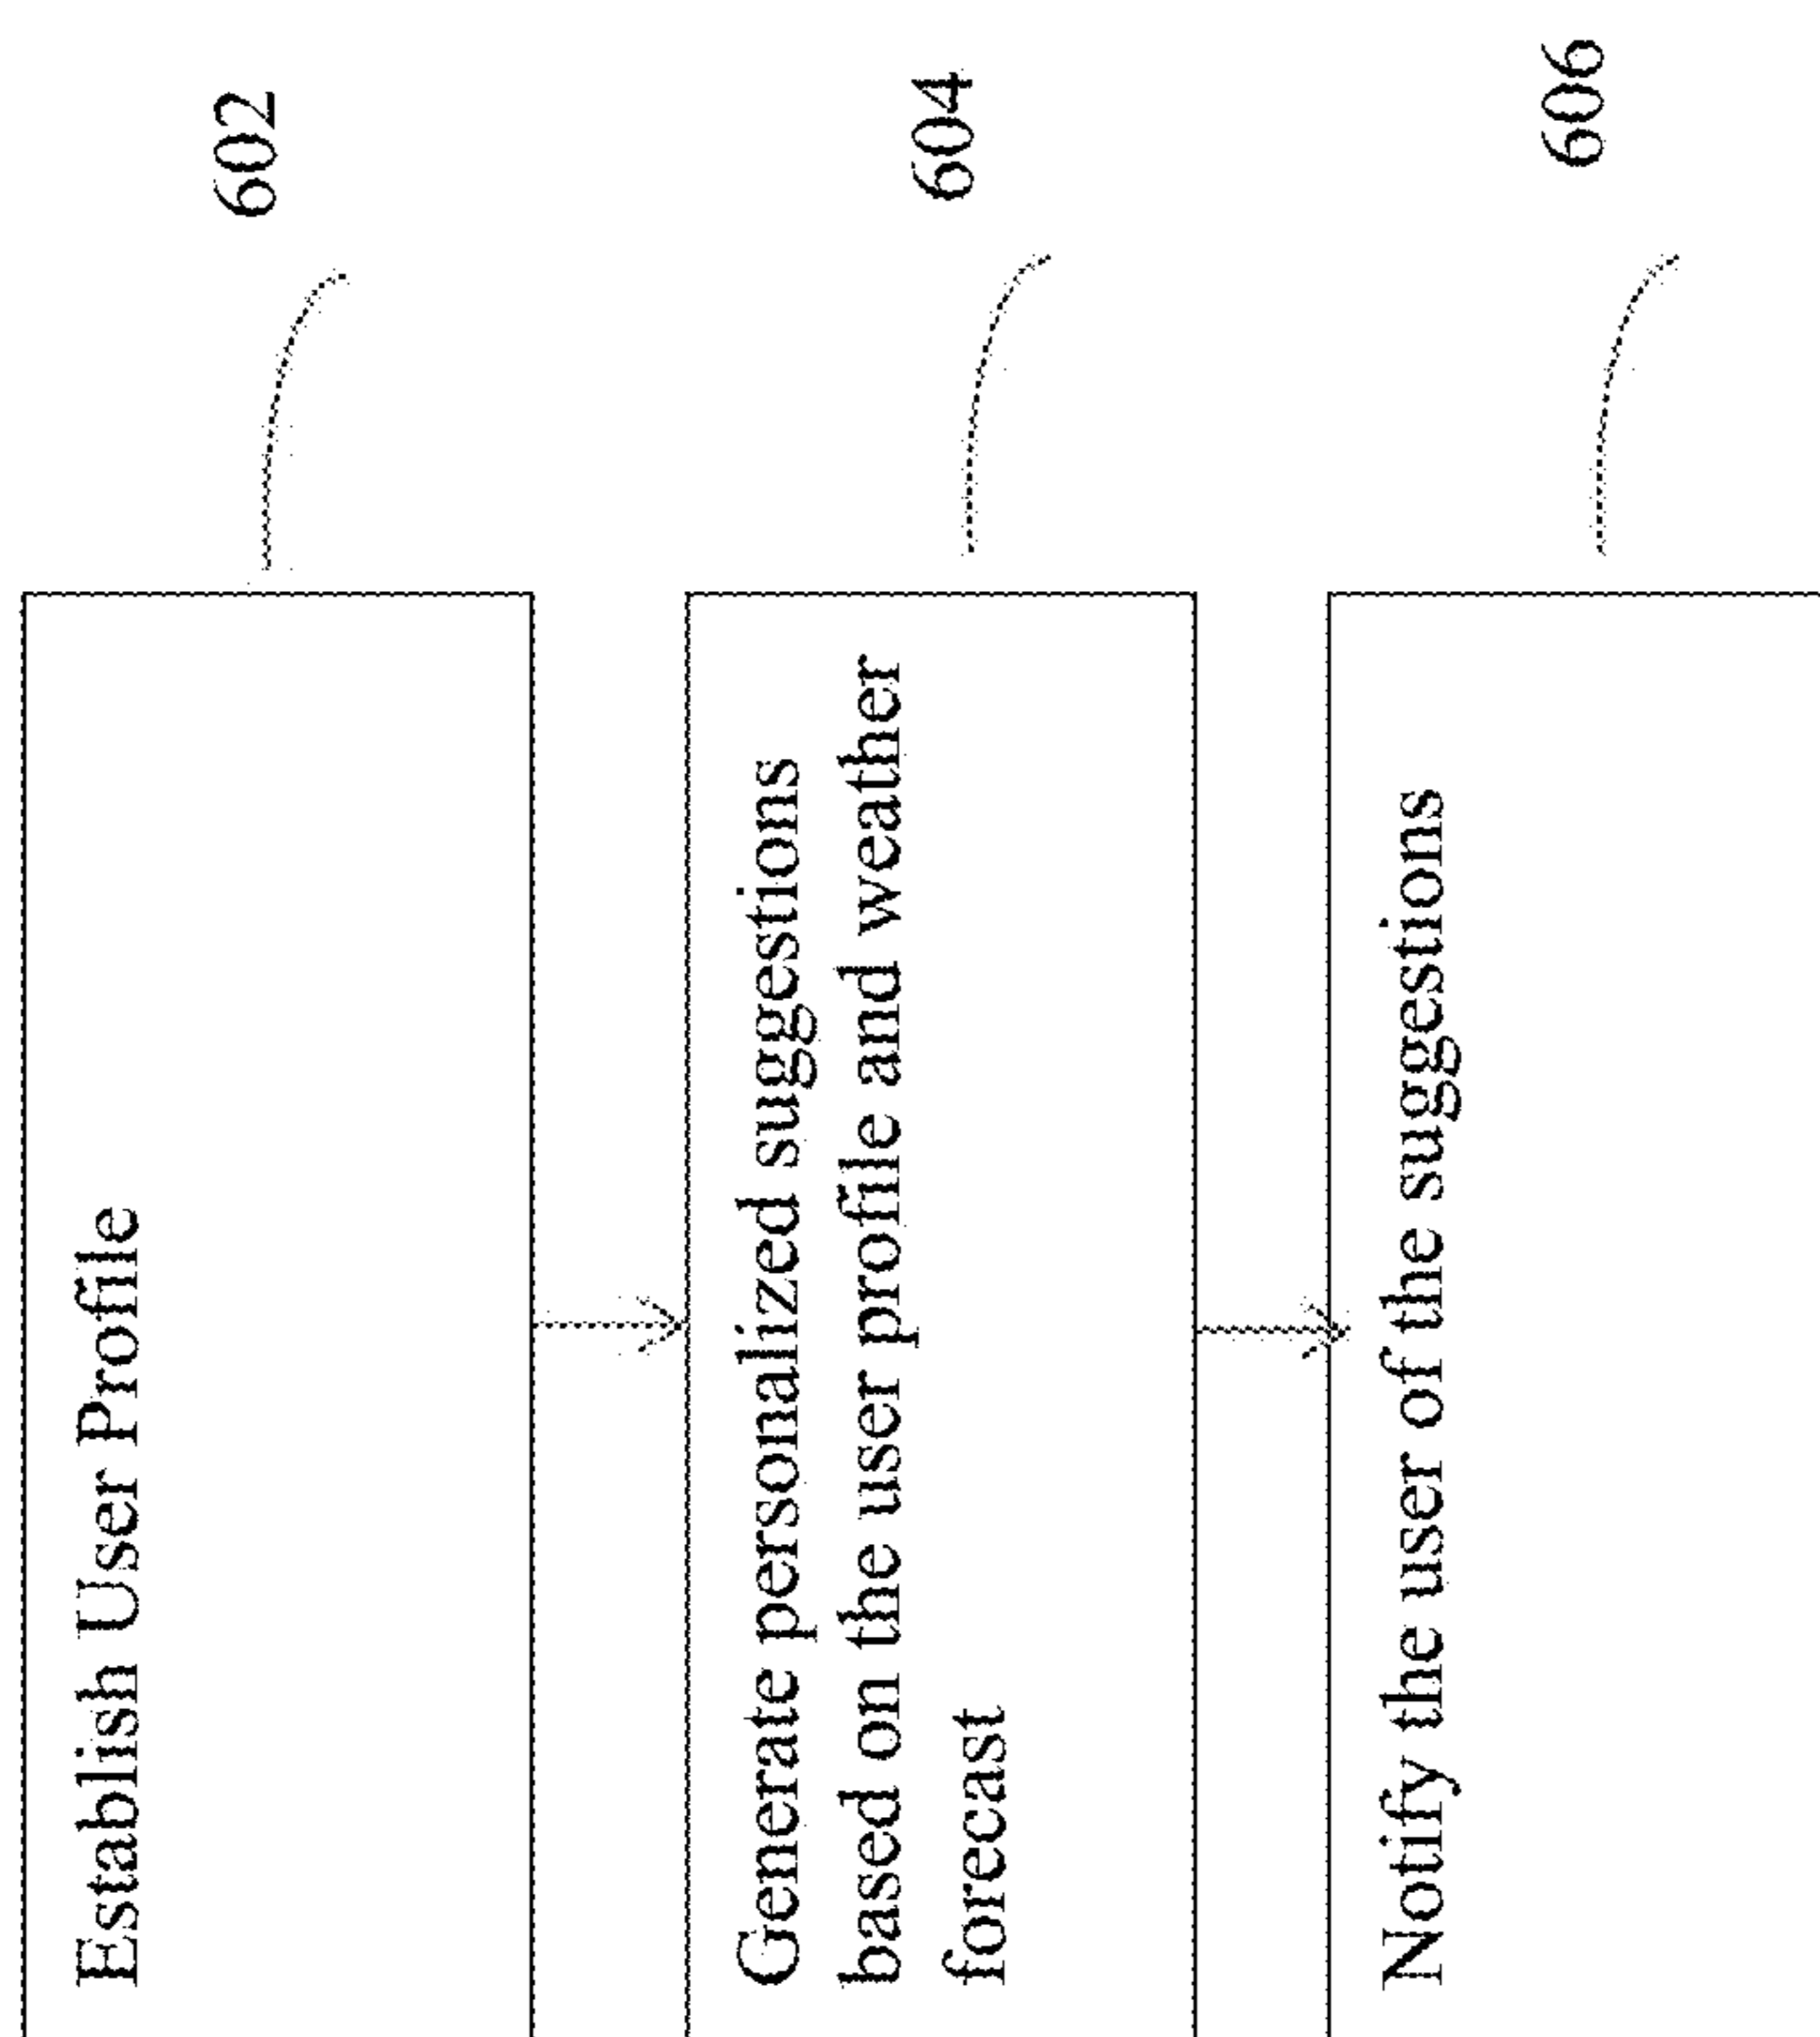 Establish User Profile
602
Generate personalized suggestions
based on the user profile and weather
forecast
604
Notify the user of the suggestions
606